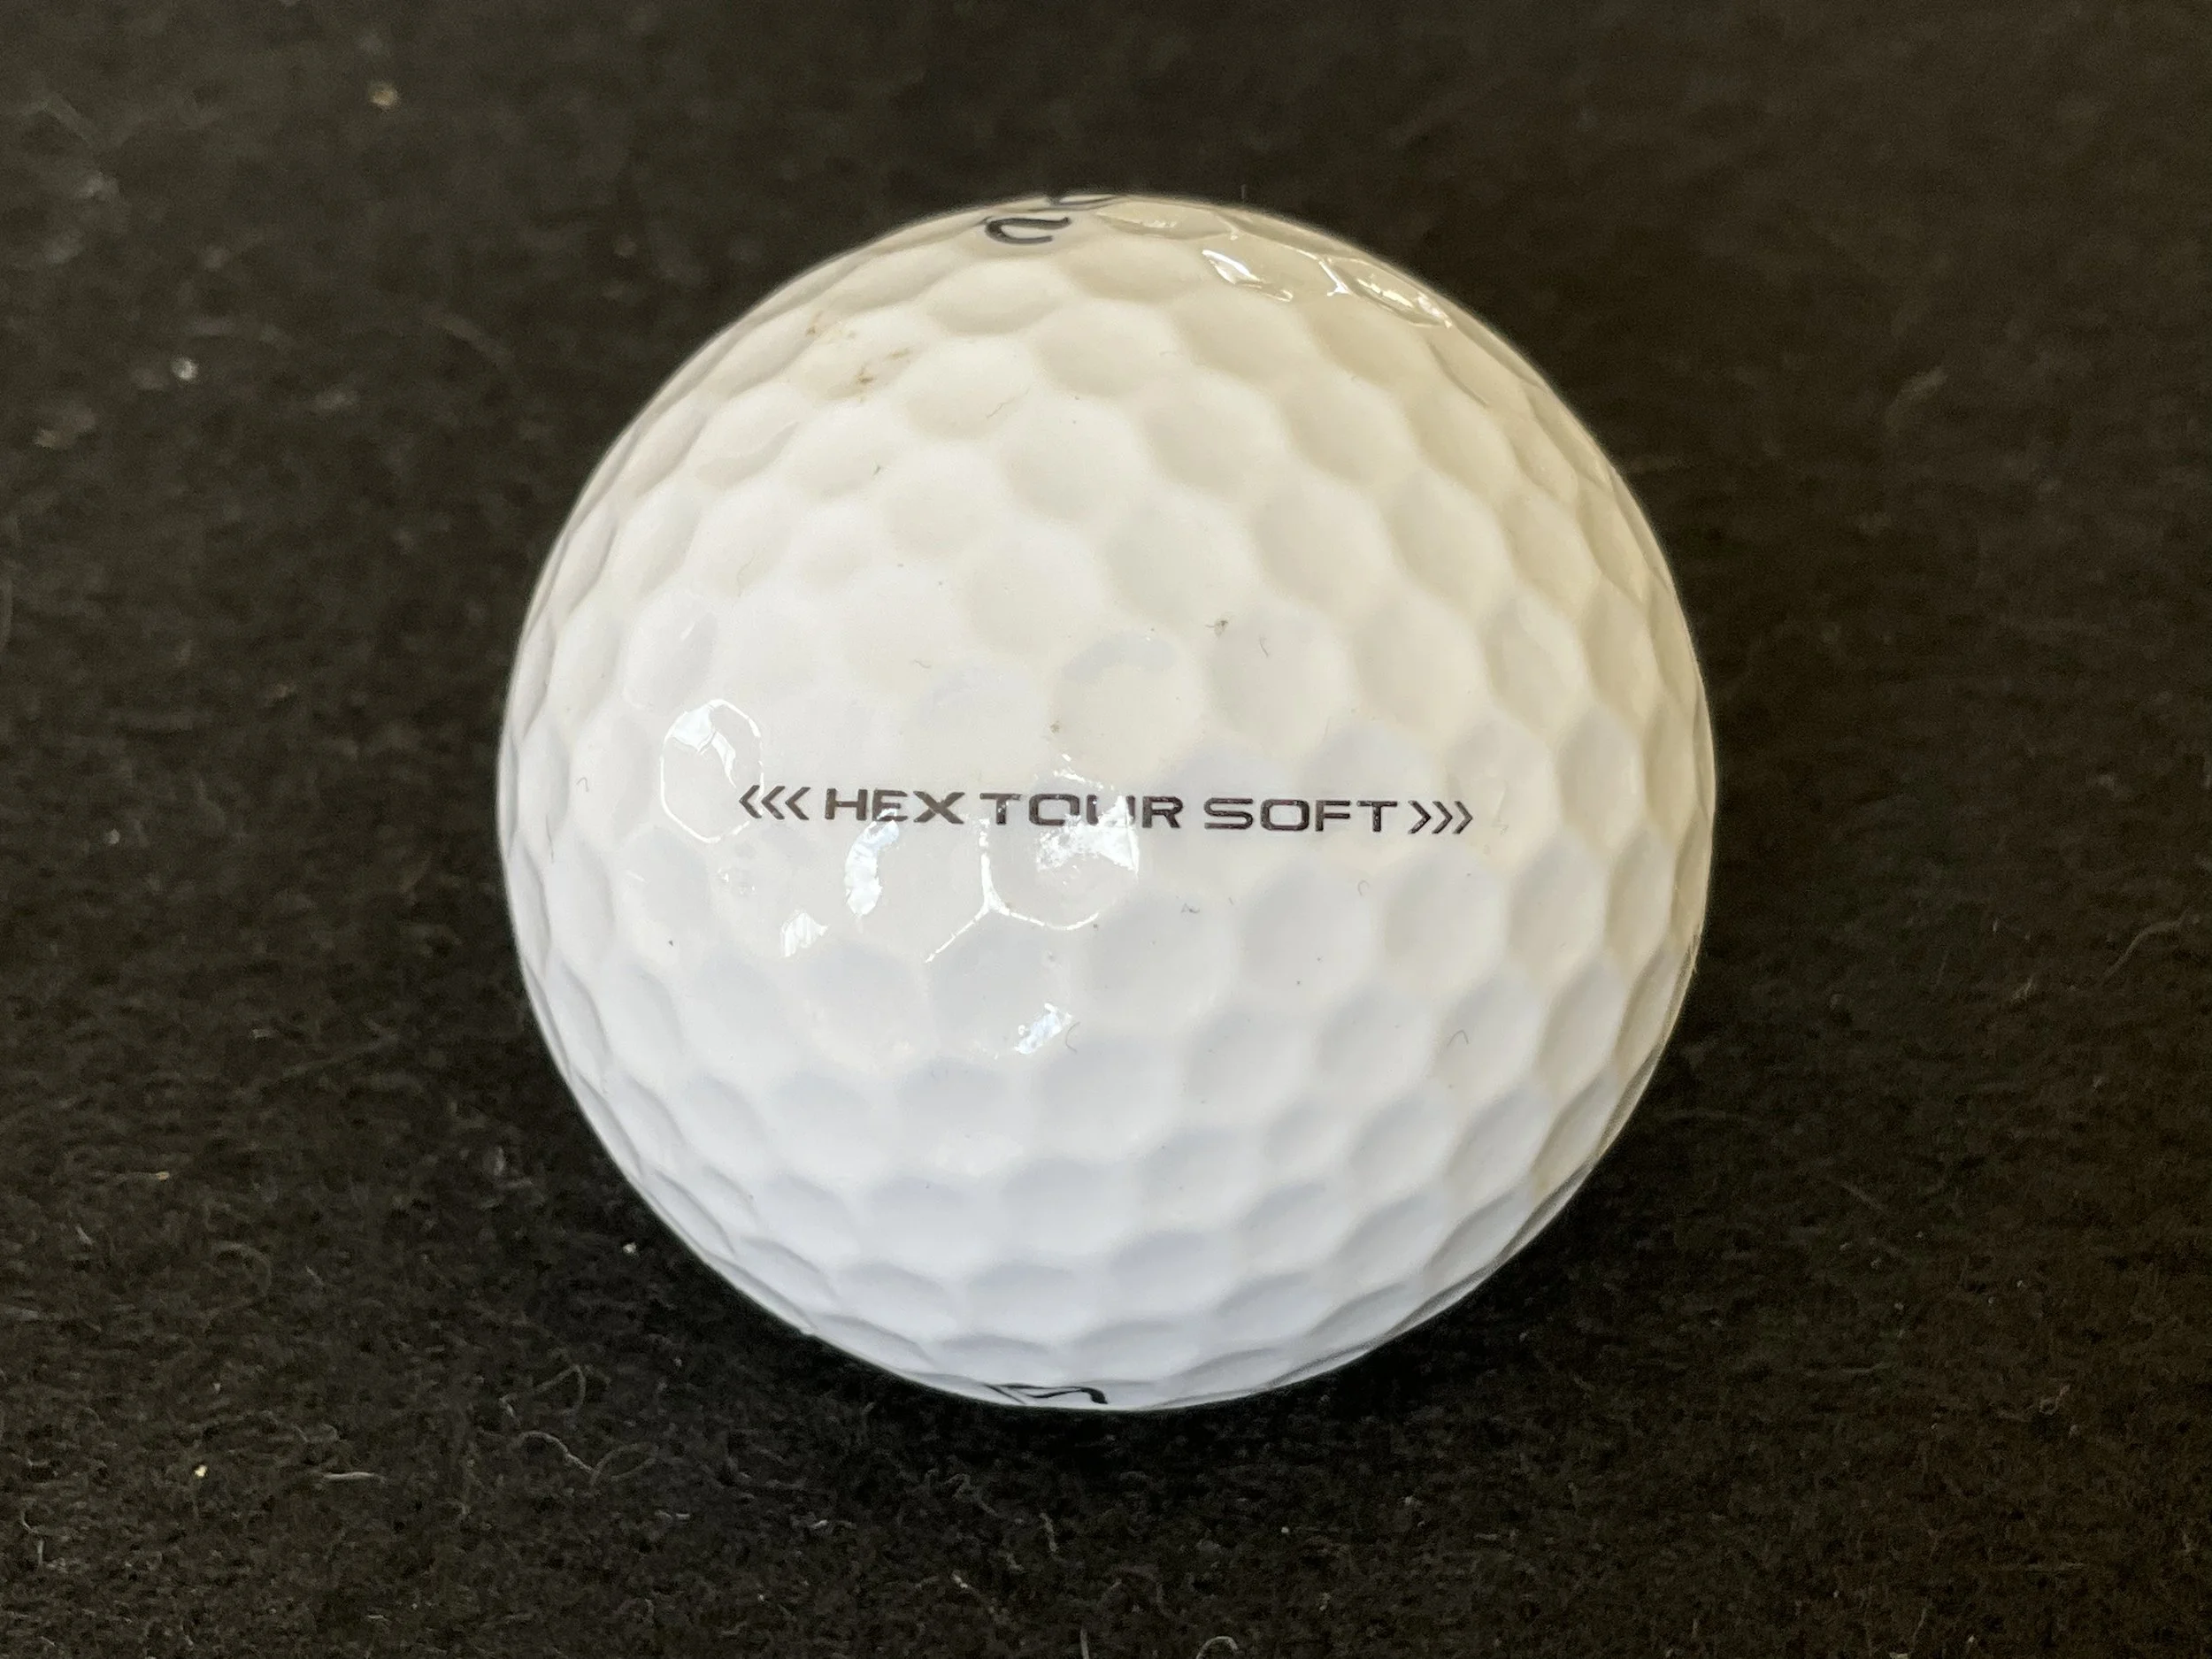 <<< HEX TOUR SOFT >>>